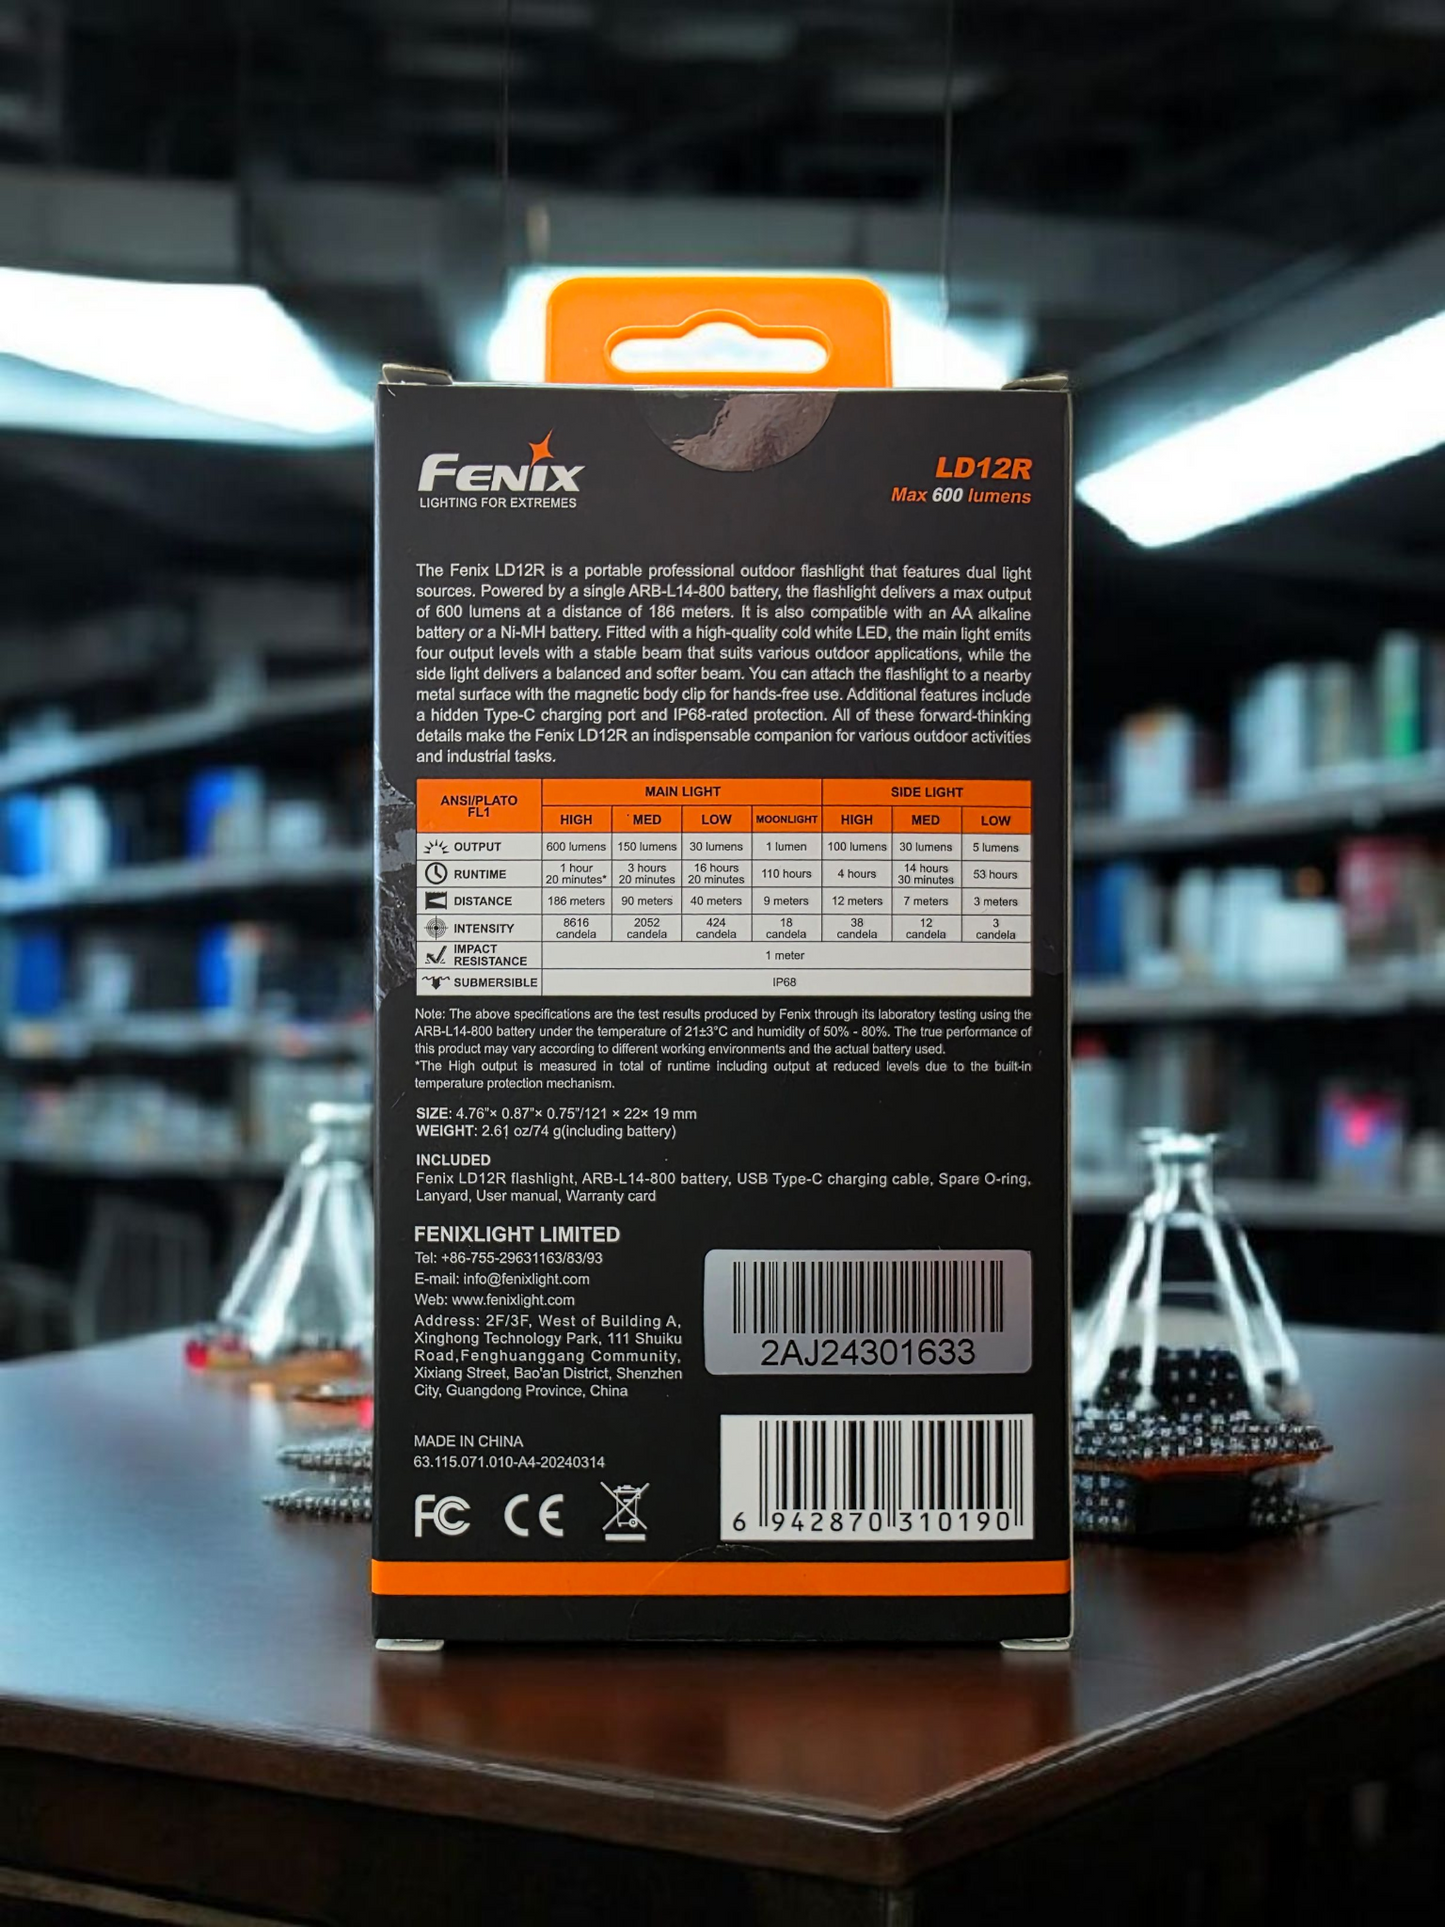 FENIX
LIGHTING FOR EXTREMES
LD12R
Max 600 lumens
The Fenix LD12R is a portable professional outdoor flashlight that features dual light
sources. Powered by a single ARB-L14-800 battery, the flashlight delivers a max output
of 600 lumens at a distance of 186 meters. It is also compatible with an AA alkaline
battery or a Ni-MH battery. Fitted with a high-quality cold white LED, the main light emits
four output levels with a stable beam that suits various outdoor applications, while the
side light delivers a balanced and softer beam. You can attach the flashlight to a nearby
metal surface with the magnetic body clip for hands-free use. Additional features include
a hidden Type-C charging port and IP68-rated protection. All of these forward-thinking
details make the Fenix LD12R an indispensable companion for various outdoor activities
and industrial tasks.
ANSI/PLATO
FL1
MAIN LIGHT SIDE LIGHT
HIGH MED LOW MOONLIGHT HIGH MED LOW
OUTPUT 600 lumens 150 lumens 30 lumens 1 lumen 100 lumens 30 lumens 5 lumens
RUNTIME 1 hour 20 minutes* 3 hours 20 minutes 16 hours 20 minutes 110 hours 4 hours 14 hours 30 minutes 53 hours
DISTANCE 186 meters 90 meters 40 meters 9 meters 12 meters 7 meters 3 meters
INTENSITY 8616 candela 2052 candela 424 candela 18 candela 38 candela 12 candela 3 candela
IMPACT RESISTANCE 1 meter
SUBMERSIBLE IP68
Note: The above specifications are the test results produced by Fenix through its laboratory testing using the
ARB-L14-800 battery under the temperature of 21±3°C and humidity of 50% - 80%. The true performance of
this product may vary according to different working environments and the actual battery used.
*The High output is measured in total of runtime including output at reduced levels due to the built-in
temperature protection mechanism.
SIZE: 4.76"× 0.87"× 0.75"/121 × 22× 19 mm
WEIGHT: 2.61 oz/74 g(including battery)
INCLUDED
Fenix LD12R flashlight, ARB-L14-800 battery, USB Type-C charging cable, Spare O-ring,
Lanyard, User manual, Warranty card
FENIXLIGHT LIMITED
Tel: +86-755-29631163/83/93
E-mail: info@fenixlight.com
Web: www.fenixlight.com
Address: 2F/3F, West of Building A,
Xinghong Technology Park, 111 Shuiku
Road,Fenghuanggang Community,
Xixiang Street, Bao'an District, Shenzhen
City, Guangdong Province, China
2AJ24301633
MADE IN CHINA
63.115.071.010-A4-20240314
FC CE
6 942870 310190